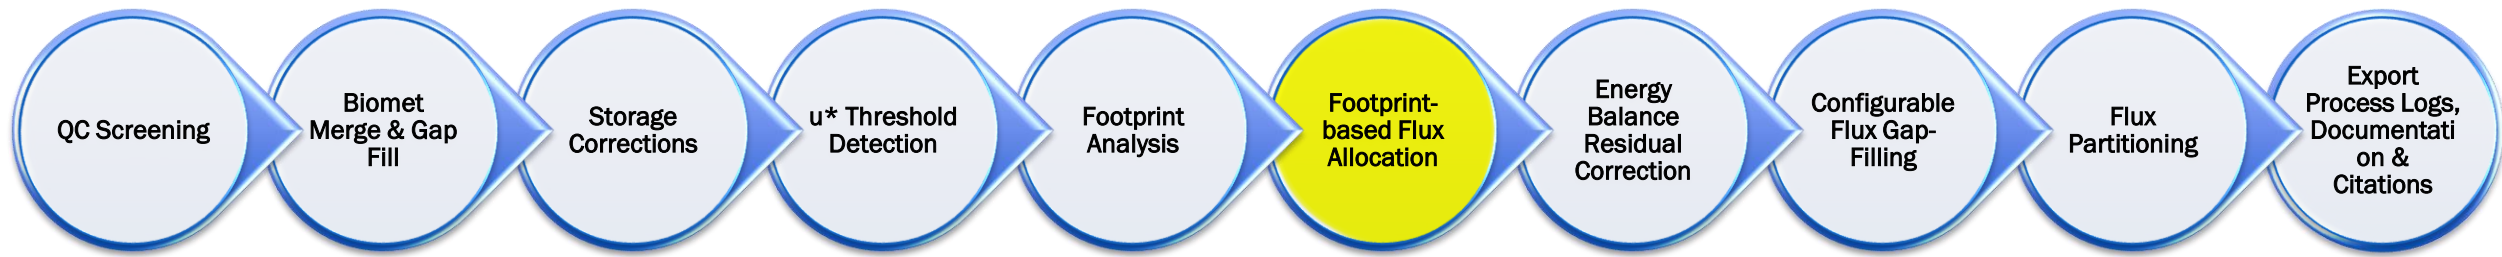 QC Screening
Biomet
Merge & Gap
Fill
Storage
Corrections
u* Threshold
Detection
Footprint
Analysis
Footprint-
based Flux
Allocation
Energy
Balance
Residual
Correction
Configurable
Flux Gap-
Filling
Flux
Partitioning
Export
Process Logs,
Documentati
on &
Citations